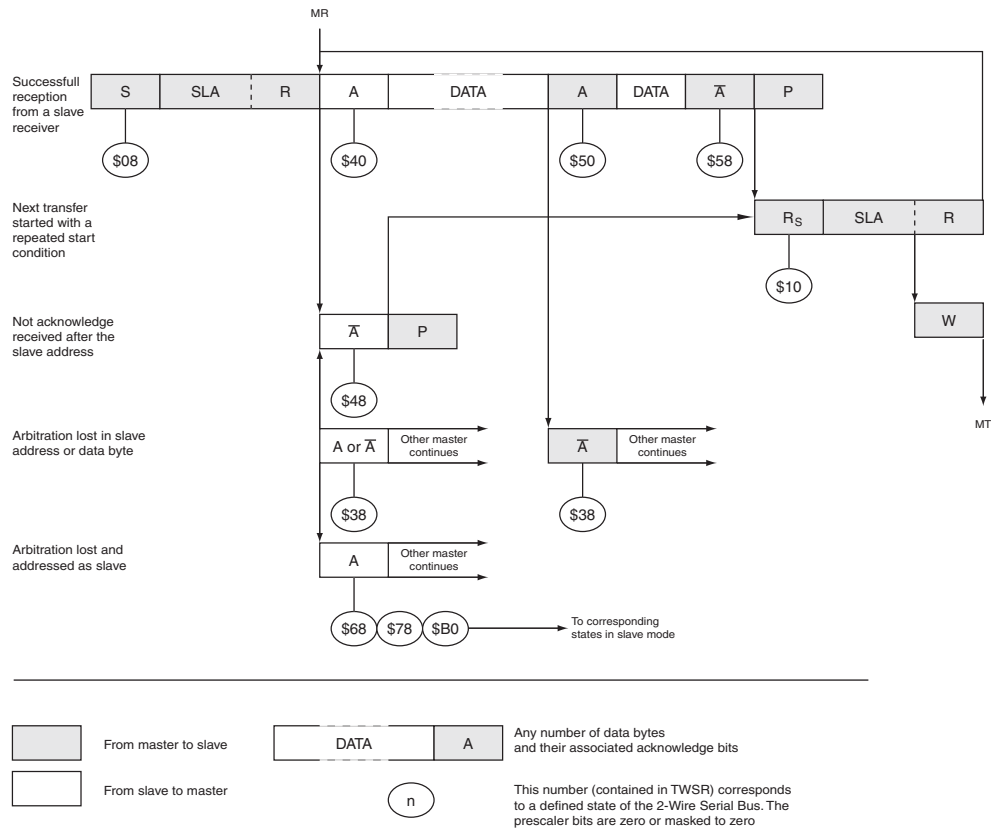 MR
Successfull
reception
from a slave
receiver
S SLA R A DATA A DATA A̅ P
$08 $40 $50 $58
Next transfer
started with a
repeated start
condition
RS SLA R
$10
Not acknowledge
received after the
slave address
A̅ P
W
$48
MT
Arbitration lost in slave
address or data byte
A or A̅
Other master
continues
A̅
Other master
continues
$38 $38
Arbitration lost and
addressed as slave
A
Other master
continues
$68 $78 $B0
To corresponding
states in slave mode
From master to slave
DATA A
Any number of data bytes
and their associated acknowledge bits
From slave to master
n
This number (contained in TWSR) corresponds
to a defined state of the 2-Wire Serial Bus. The
prescaler bits are zero or masked to zero